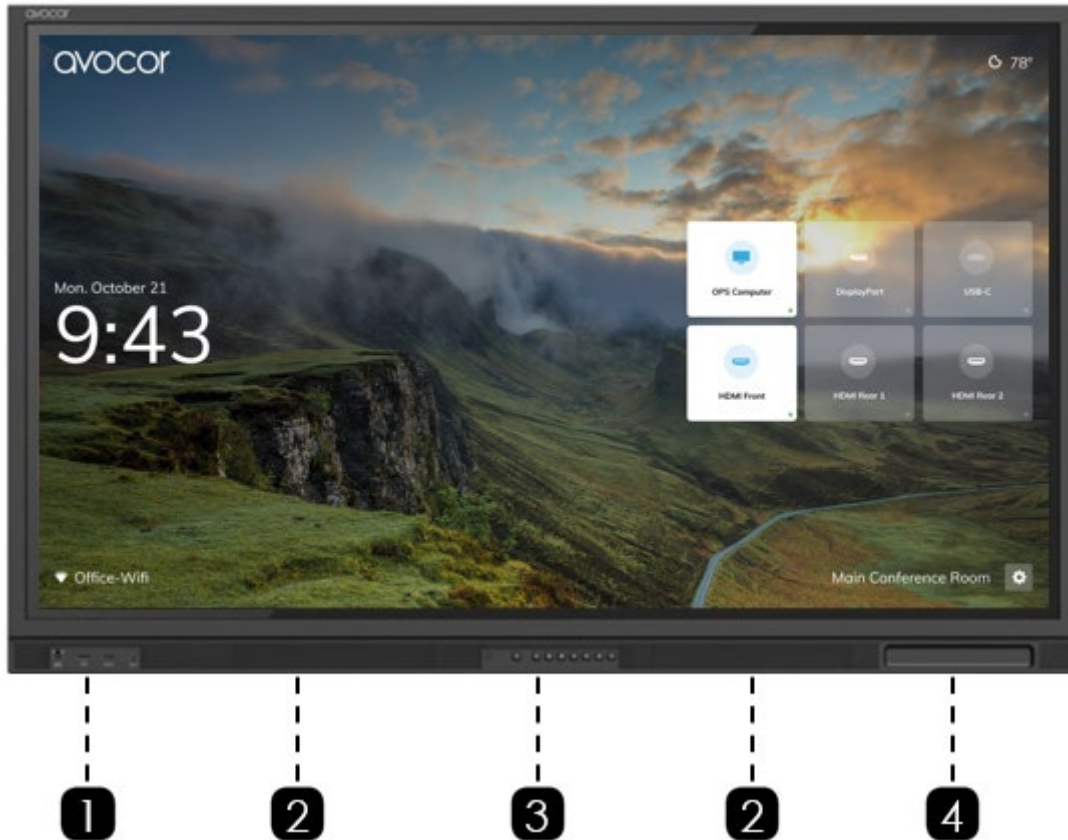 avocor
avocor
78°
Mon. October 21
9:43
OPS Computer
DisplayPort
USB-C
HDMI Front
HDMI Rear 1
HDMI Rear 2
Office-Wifi
Main Conference Room
1 2 3 2 4